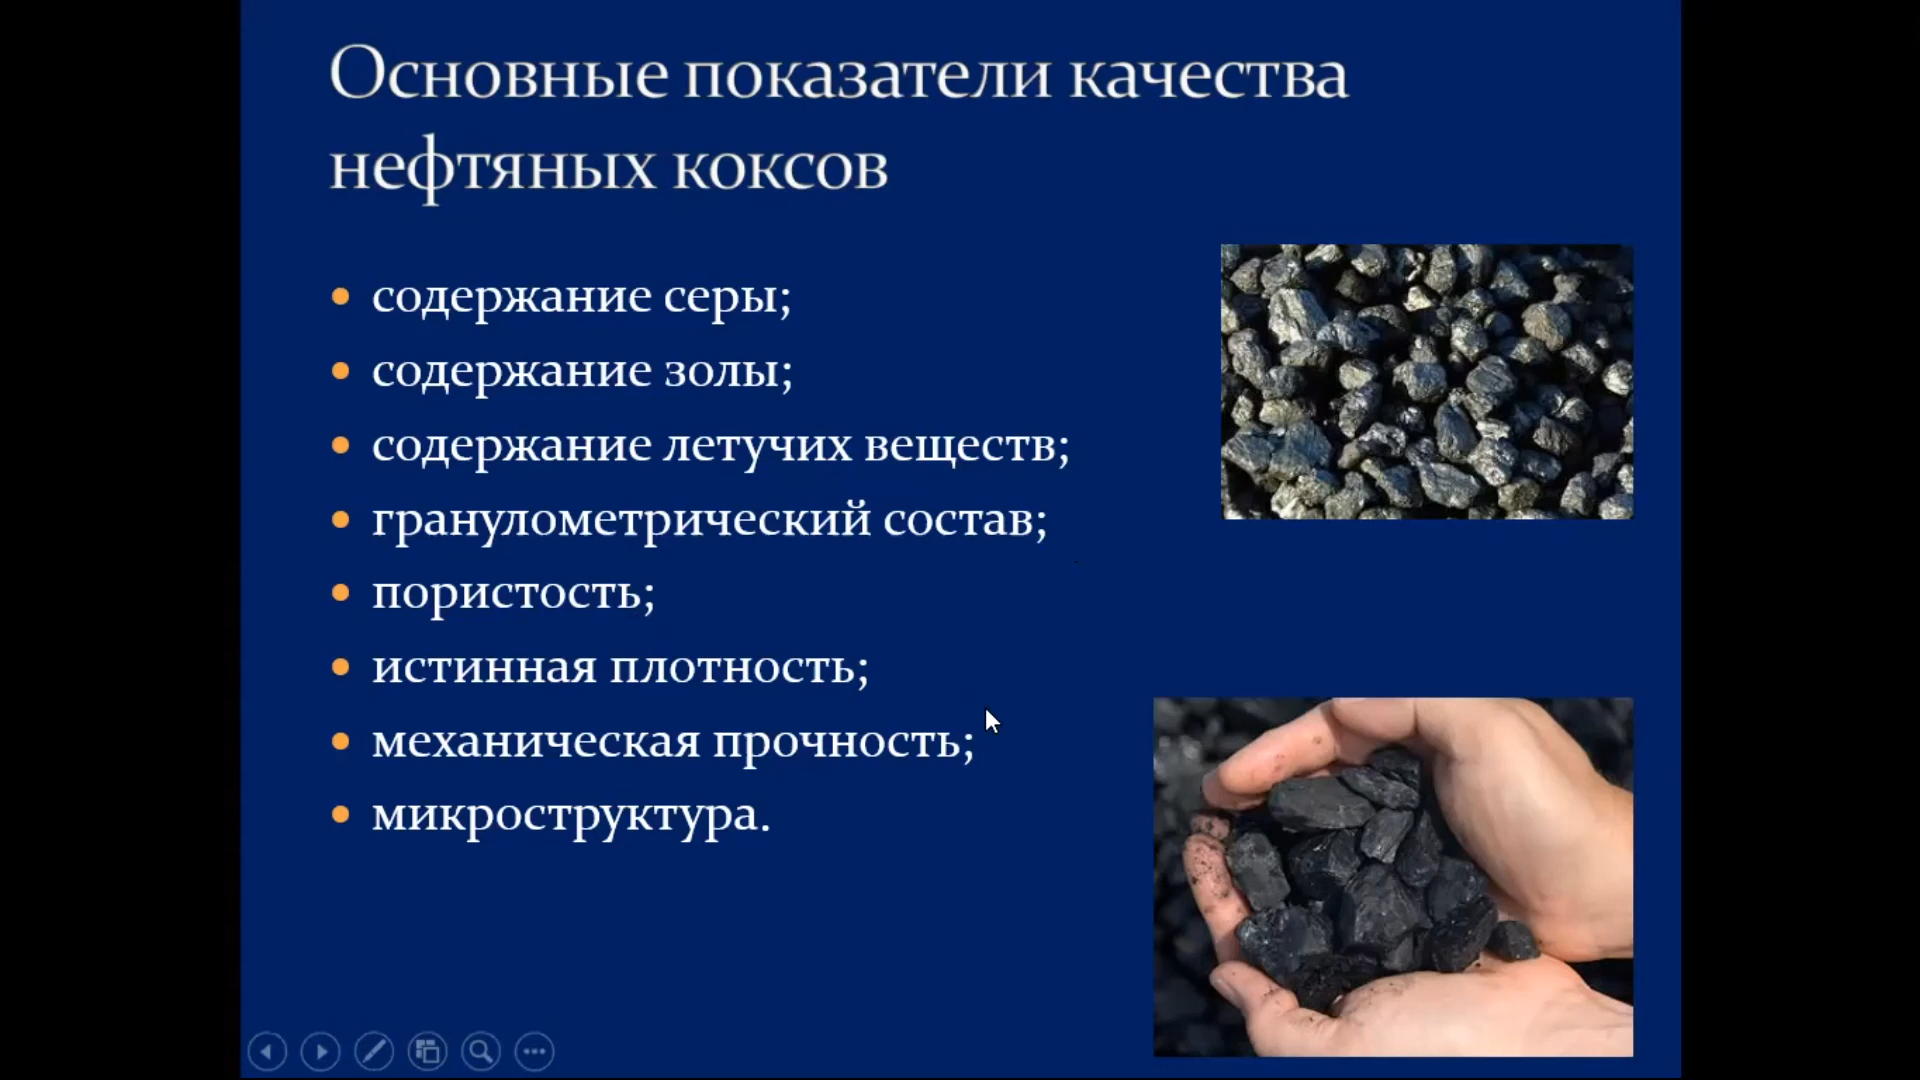 Основные показатели качества
нефтяных коксов
содержание серы;
содержание золы;
содержание летучих веществ;
гранулометрический состав;
пористость;
истинная плотность;
механическая прочность;
микроструктура.